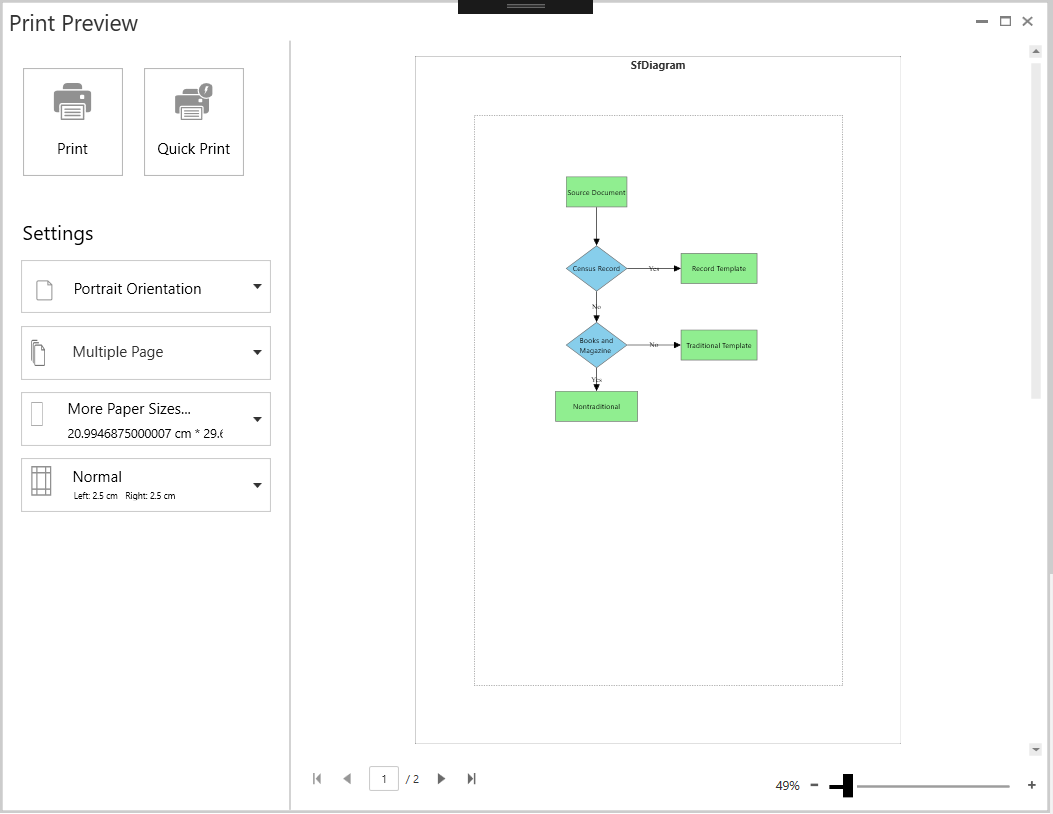 Print Preview
Print
Quick Print
Settings
Portrait Orientation
Multiple Page
More Paper Sizes...
20.9946875000007 cm * 29.6
Normal
Left: 2.5 cm Right: 2.5 cm
SfDiagram
Source Document
Census Record
Yes
Record Template
No
Books and
Magazine
No
Traditional Template
Yes
Nontraditional
1 / 2
49%